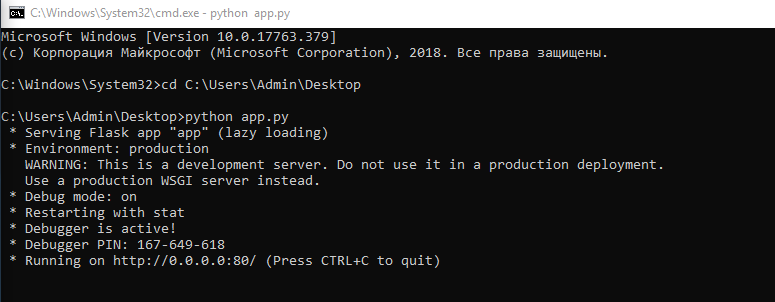 C:\Windows\System32\cmd.exe - python  app.py
Microsoft Windows [Version 10.0.17763.379]
(c) Корпорация Майкрософт (Microsoft Corporation), 2018. Все права защищены.
C:\Windows\System32>cd C:\Users\Admin\Desktop
C:\Users\Admin\Desktop>python app.py
 * Serving Flask app "app" (lazy loading)
 * Environment: production
   WARNING: This is a development server. Do not use it in a production deployment.
   Use a production WSGI server instead.
 * Debug mode: on
 * Restarting with stat
 * Debugger is active!
 * Debugger PIN: 167-649-618
 * Running on http://0.0.0.0:80/ (Press CTRL+C to quit)